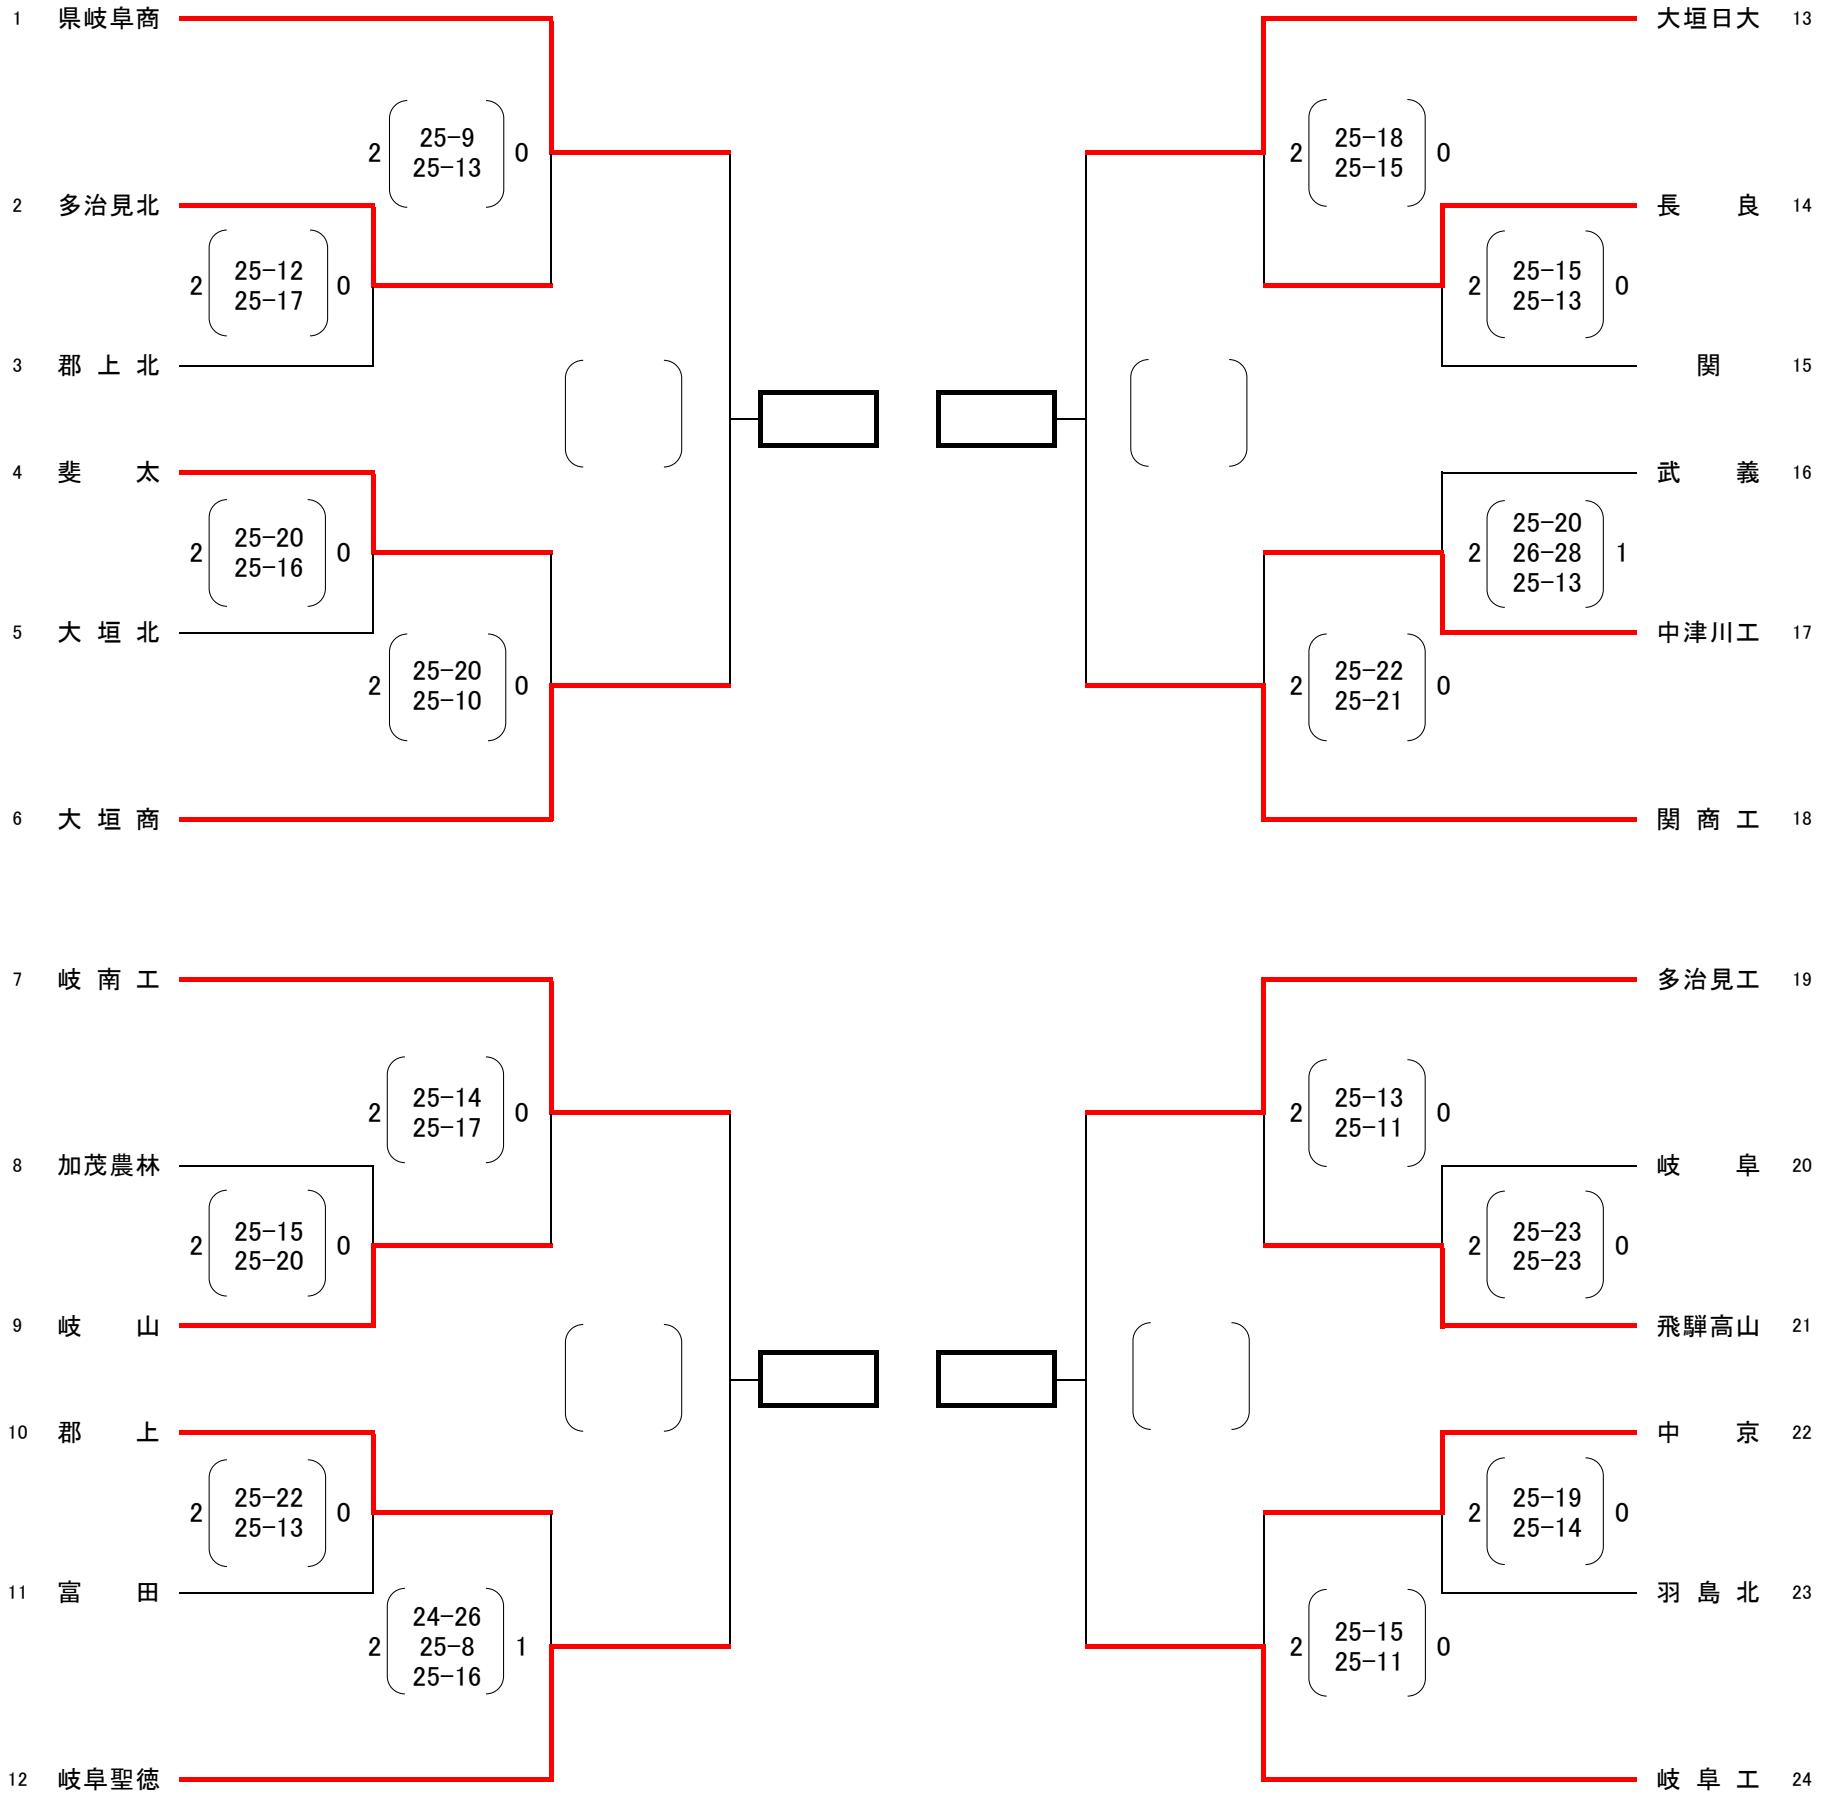 1 県岐阜商
2 25-9 0
25-13
2 多治見北
2 25-12 0
25-17
3 郡上北
4 斐太
2 25-20 0
25-16
5 大垣北
2 25-20 0
25-10
6 大垣商
7 岐南工
2 25-14 0
25-17
8 加茂農林
2 25-15 0
25-20
9 岐山
10 郡上
2 25-22 0
25-13
11 富田
24-26
2 25-8 1
25-16
12 岐阜聖徳
大垣日大 13
2 25-18 0
25-15
長良 14
2 25-15 0
25-13
関 15
武義 16
25-20
2 26-28 1
25-13
中津川工 17
2 25-22 0
25-21
関商工 18
多治見工 19
2 25-13 0
25-11
岐阜 20
2 25-23 0
25-23
飛騨高山 21
中京 22
2 25-19 0
25-14
羽島北 23
2 25-15 0
25-11
岐阜工 24